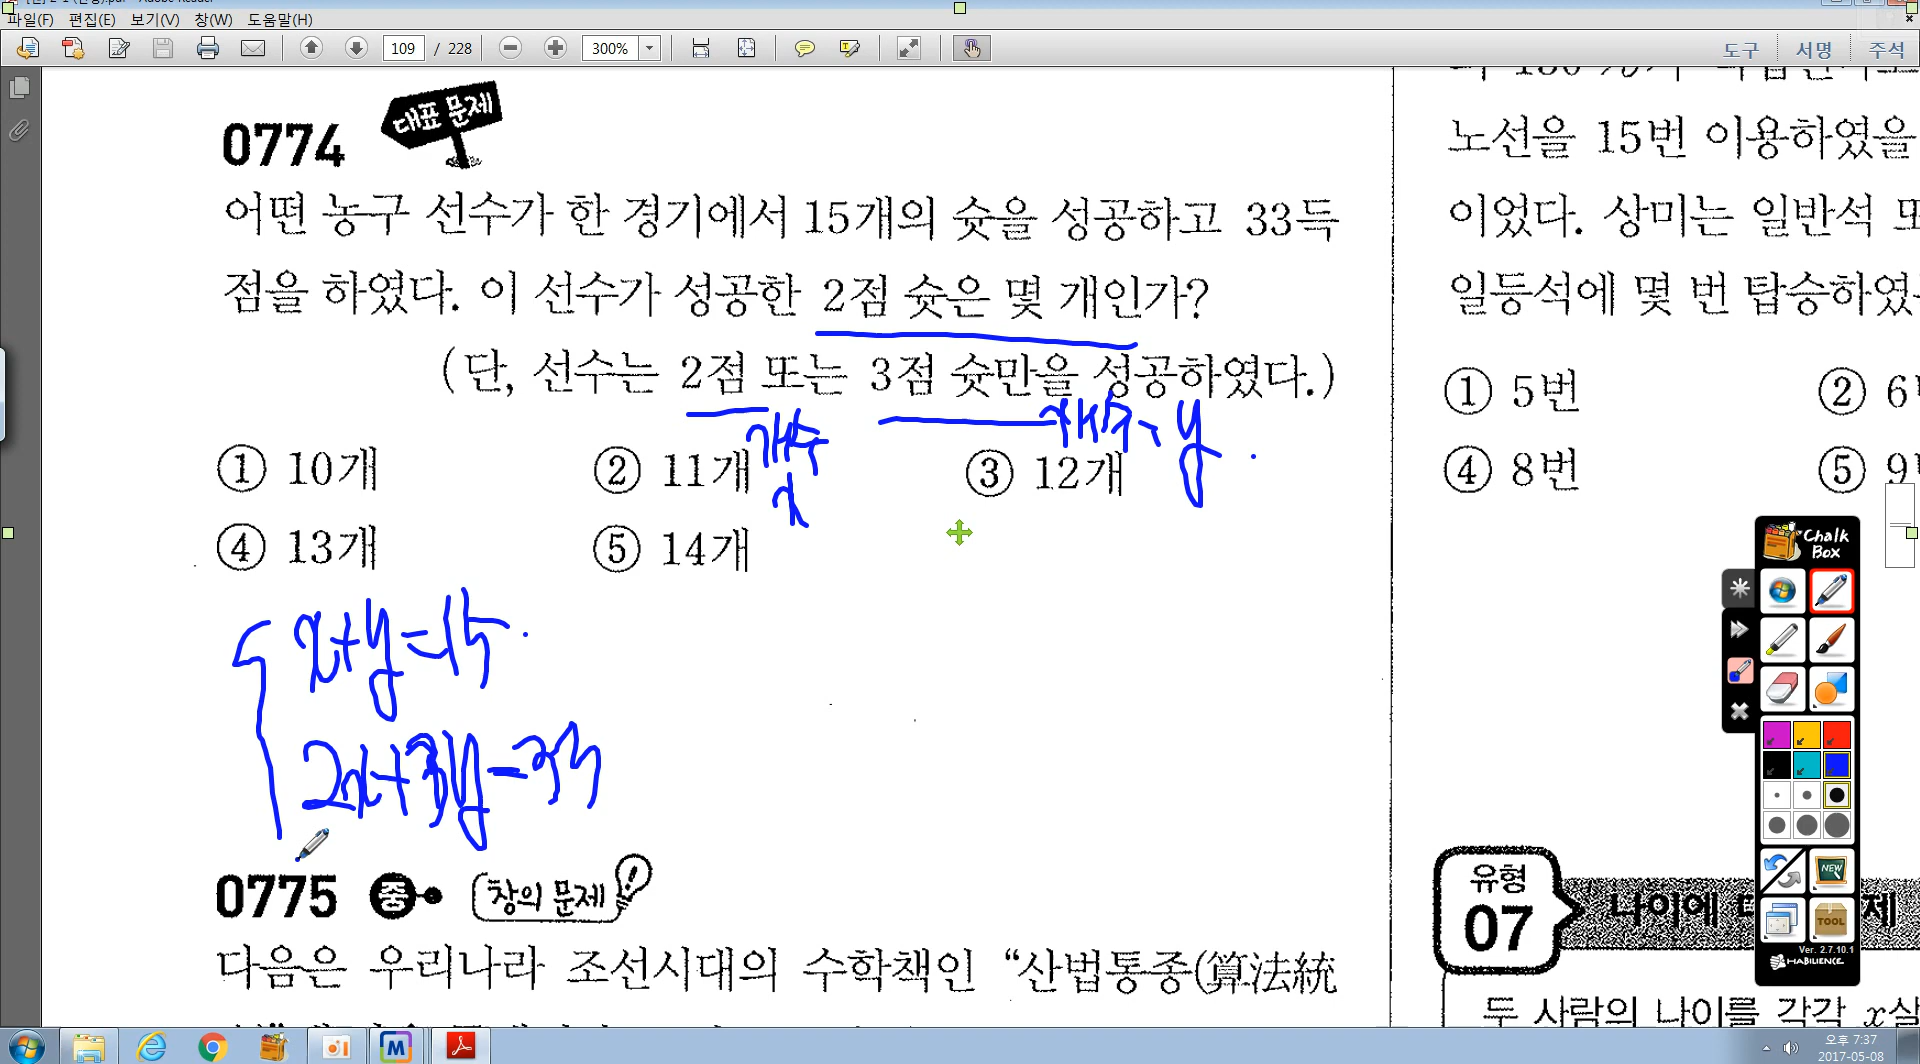 파일(F) 편집(E) 보기(V) 창(W) 도움말(H)
109 / 228 300% 도구 서명 주석
0774 대표 문제
어떤 농구 선수가 한 경기에서 15개의 슛을 성공하고 33득
점을 하였다. 이 선수가 성공한 2점 슛은 몇 개인가?
(단, 선수는 2점 또는 3점 슛만을 성공하였다.)
개수 x
개수 y
① 10개 ② 11개 ③ 12개
④ 13개 ⑤ 14개
x+y=15
2x+3y=33
0775 중 창의 문제
다음은 우리나라 조선시대의 수학책인 “산법통종(算法統
노선을 15번 이용하였을
이었다. 상미는 일반석 또
일등석에 몇 번 탑승하였
① 5번 ② 6
④ 8번 ⑤ 9
유형 07 나이에
제
두 사람의 나이를 각각 x살
Chalk Box
NEW
TOOL
Ver. 2.7.10.1
HABILIENCE
오후 7:37
2017-05-08